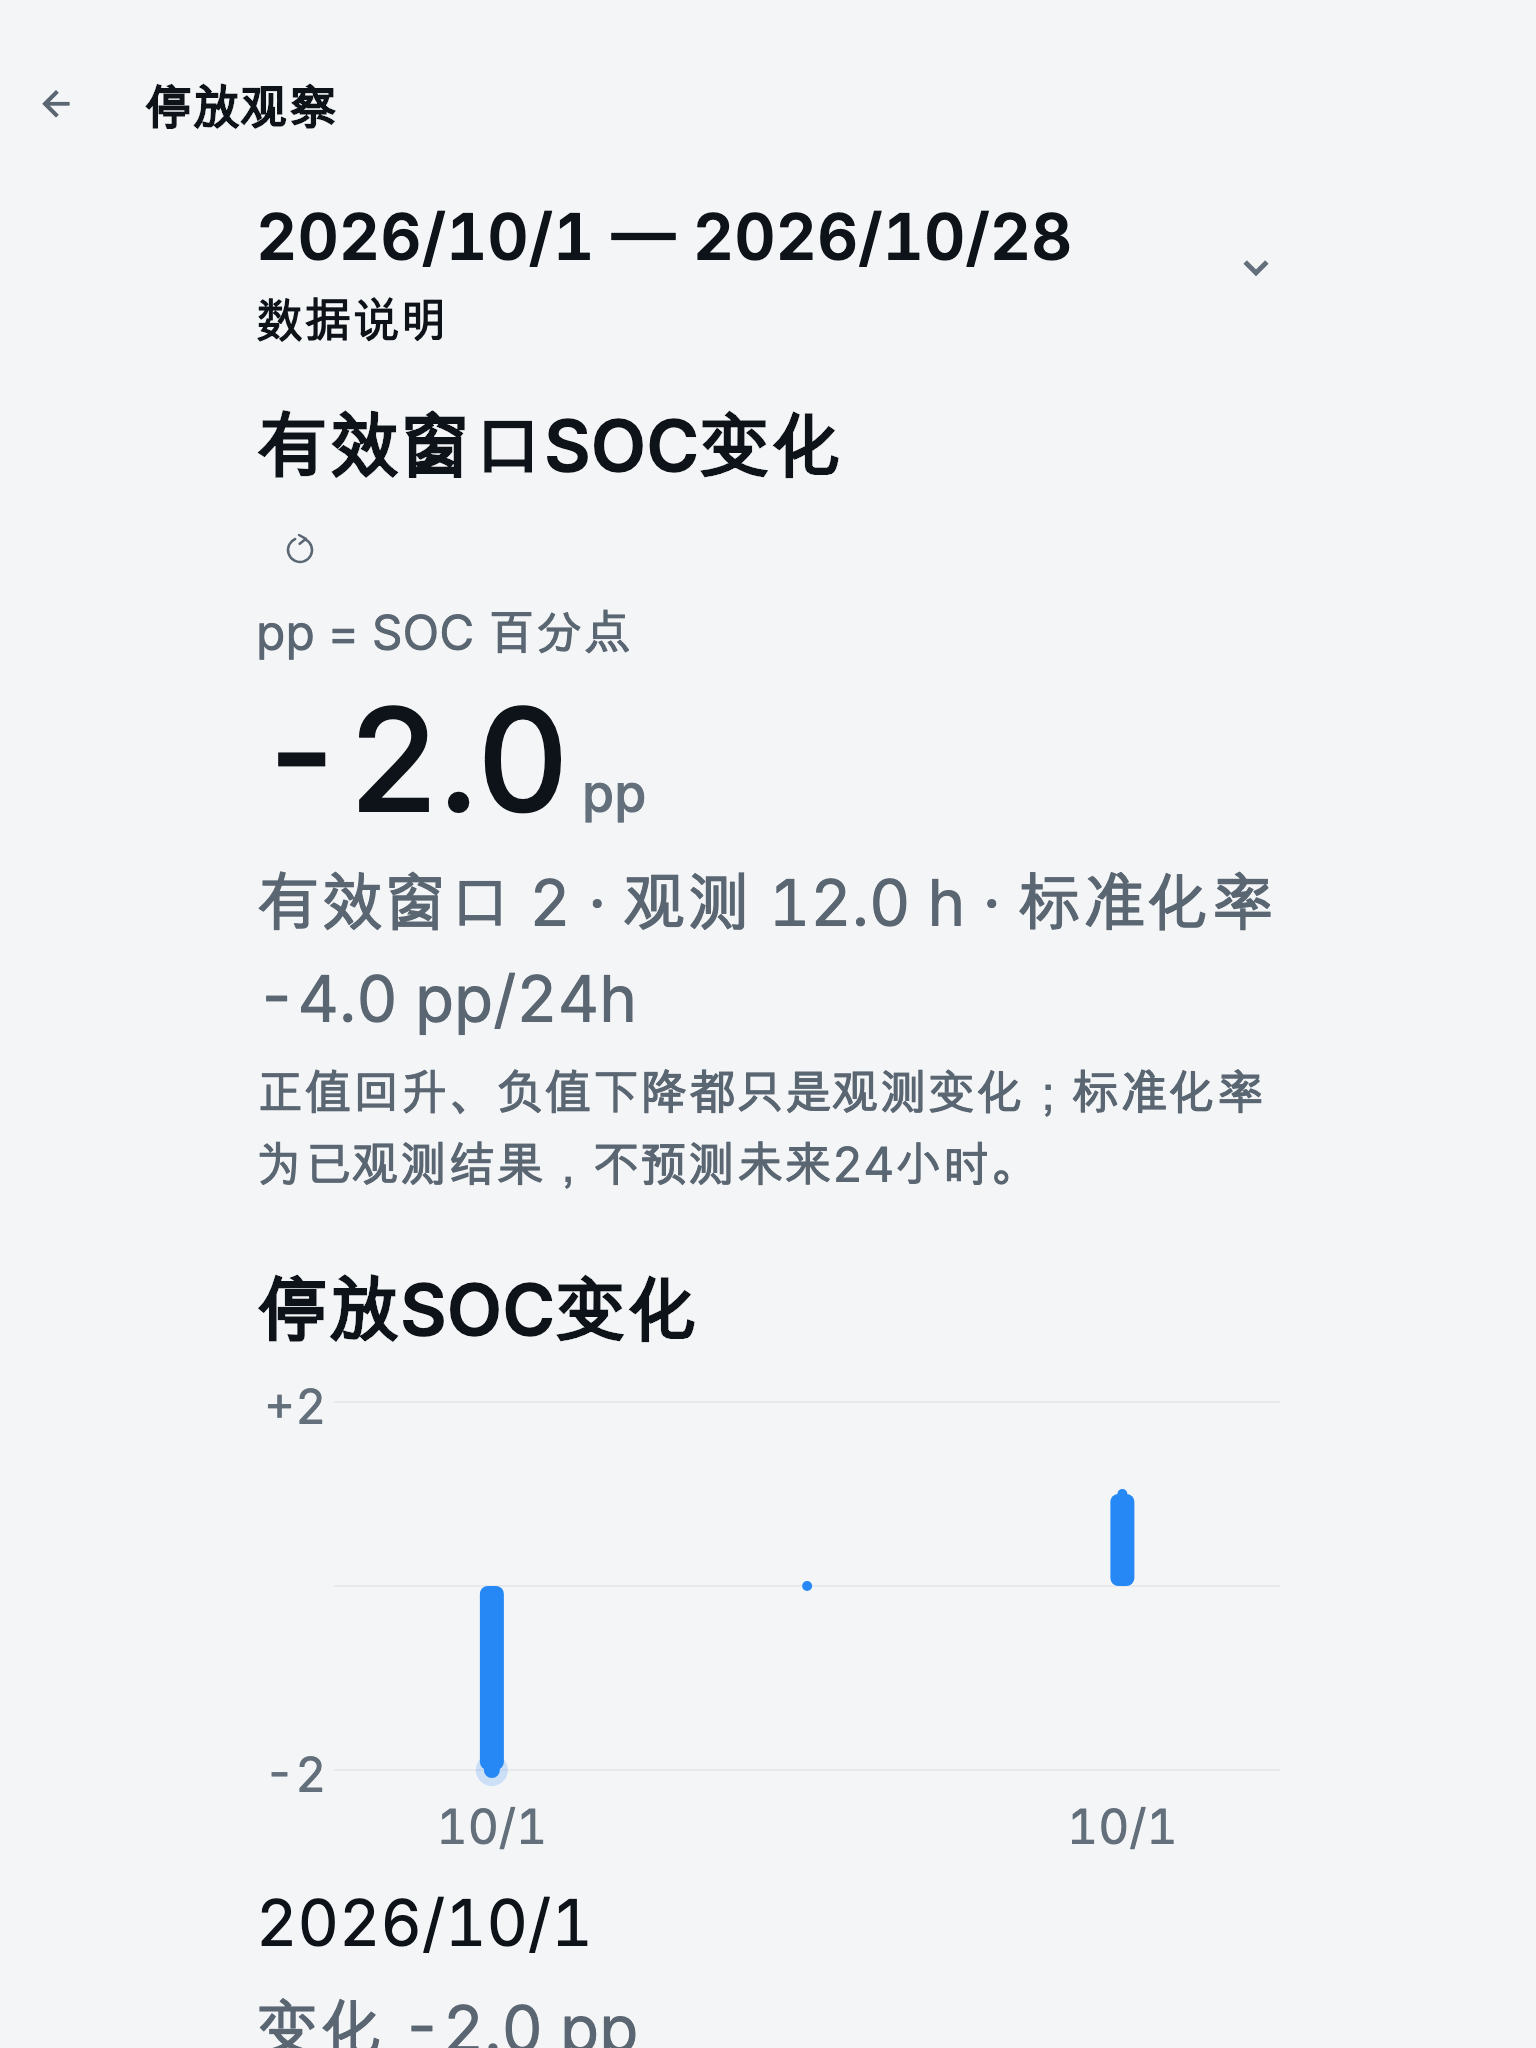 停放观察
2026/10/1 — 2026/10/28
数据说明
有效窗口SOC变化
pp = SOC 百分点
-2.0 pp
有效窗口 2 · 观测 12.0 h · 标准化率
-4.0 pp/24h
正值回升、负值下降都只是观测变化；标准化率
为已观测结果，不预测未来24小时。
停放SOC变化
+2
-2
10/1 10/1
2026/10/1
变化 -2.0 pp